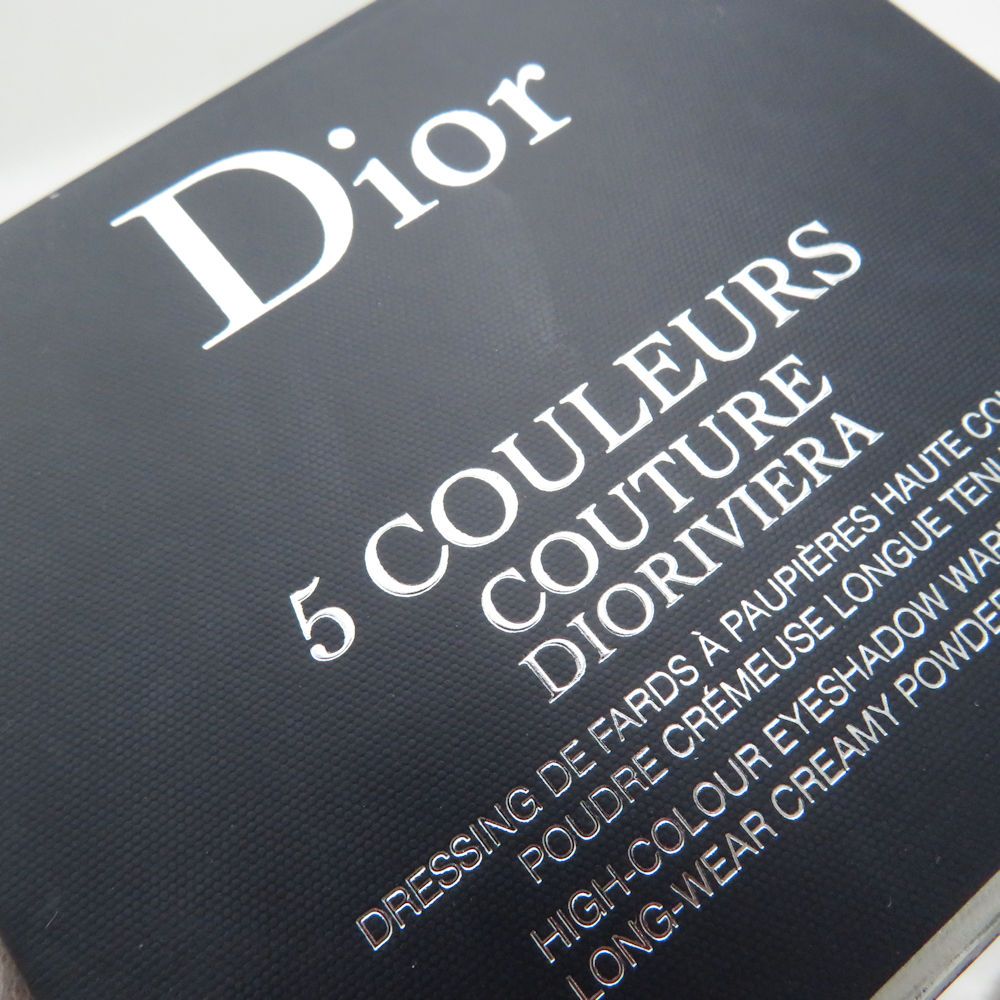 Dior
5 COULEURS
COUTURE
DIORIVIERA
DRESSING DE FARDS À PAUPIÈRES HAUTE
POUDRE CRÉMEUSE LONGUE
HIGH-COLOUR EYESHADOW
LONG-WEAR CREAMY POWDER